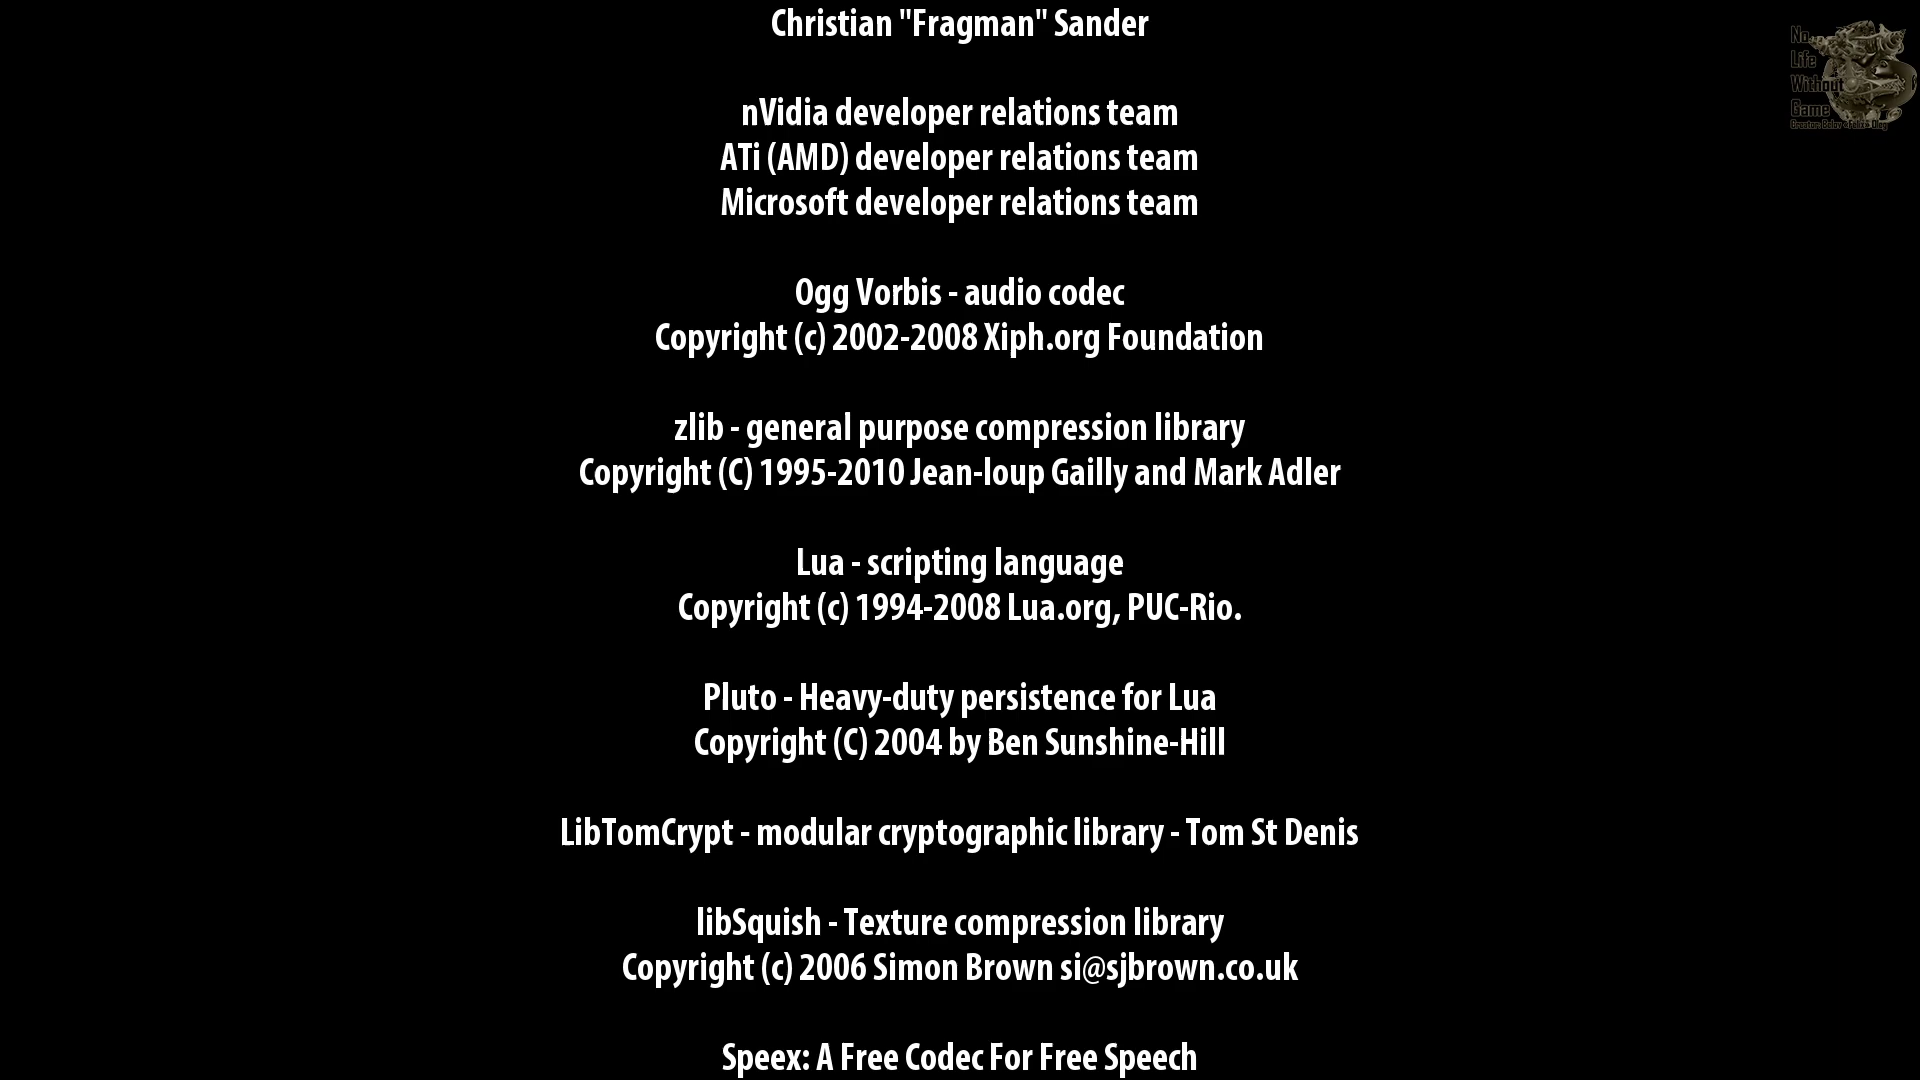 Christian "Fragman" Sander
nVidia developer relations team
ATi (AMD) developer relations team
Microsoft developer relations team
Ogg Vorbis - audio codec
Copyright (c) 2002-2008 Xiph.org Foundation
zlib - general purpose compression library
Copyright (C) 1995-2010 Jean-loup Gailly and Mark Adler
Lua - scripting language
Copyright (c) 1994-2008 Lua.org, PUC-Rio.
Pluto - Heavy-duty persistence for Lua
Copyright (C) 2004 by Ben Sunshine-Hill
LibTomCrypt - modular cryptographic library - Tom St Denis
libSquish - Texture compression library
Copyright (c) 2006 Simon Brown si@sjbrown.co.uk
Speex: A Free Codec For Free Speech
No
Life
Without
Game